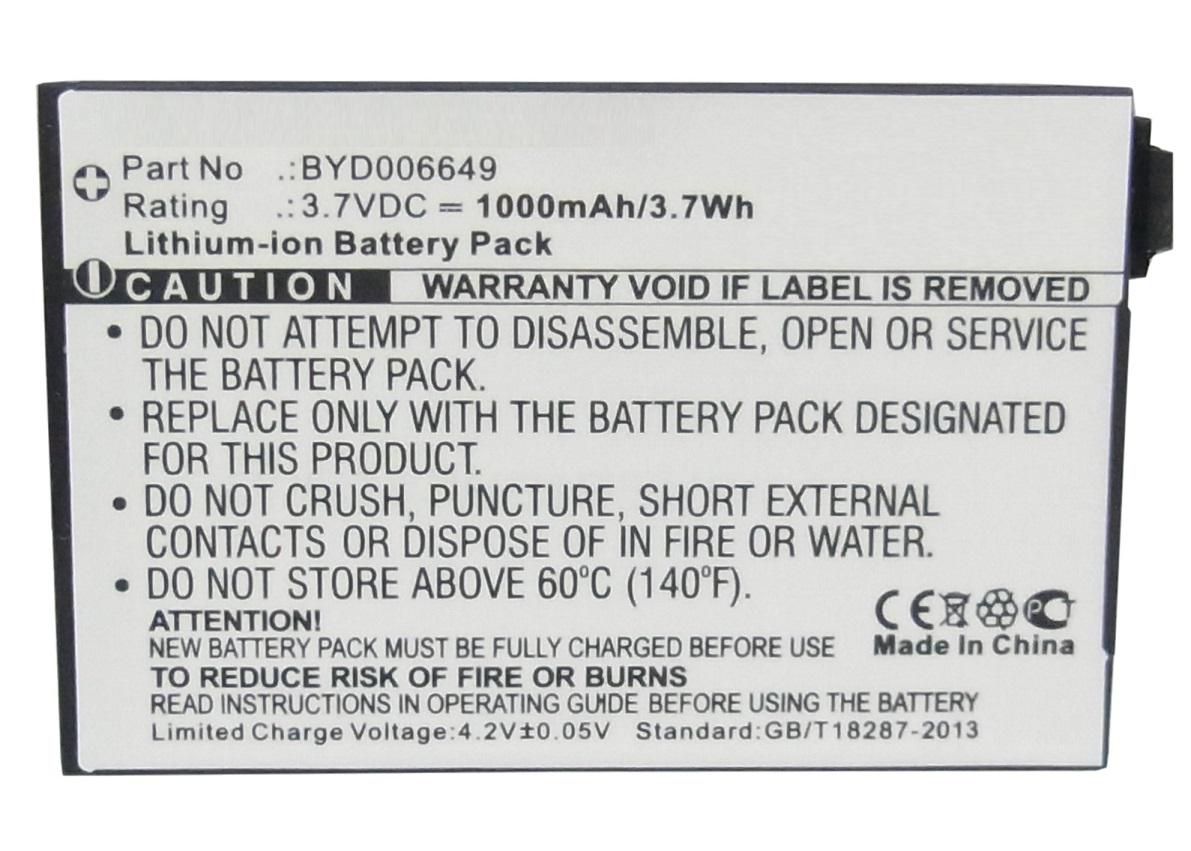 Part No .:BYD006649
Rating .:3.7VDC = 1000mAh/3.7Wh
Lithium-ion Battery Pack
CAUTION WARRANTY VOID IF LABEL IS REMOVED
• DO NOT ATTEMPT TO DISASSEMBLE, OPEN OR SERVICE
THE BATTERY PACK.
• REPLACE ONLY WITH THE BATTERY PACK DESIGNATED
FOR THIS PRODUCT.
• DO NOT CRUSH, PUNCTURE, SHORT EXTERNAL
CONTACTS OR DISPOSE OF IN FIRE OR WATER.
• DO NOT STORE ABOVE 60°C (140°F).
ATTENTION!
NEW BATTERY PACK MUST BE FULLY CHARGED BEFORE USE
CE PCT
Made In China
TO REDUCE RISK OF FIRE OR BURNS
READ INSTRUCTIONS IN OPERATING GUIDE BEFORE USING THE BATTERY
Limited Charge Voltage:4.2V±0.05V Standard:GB/T18287-2013